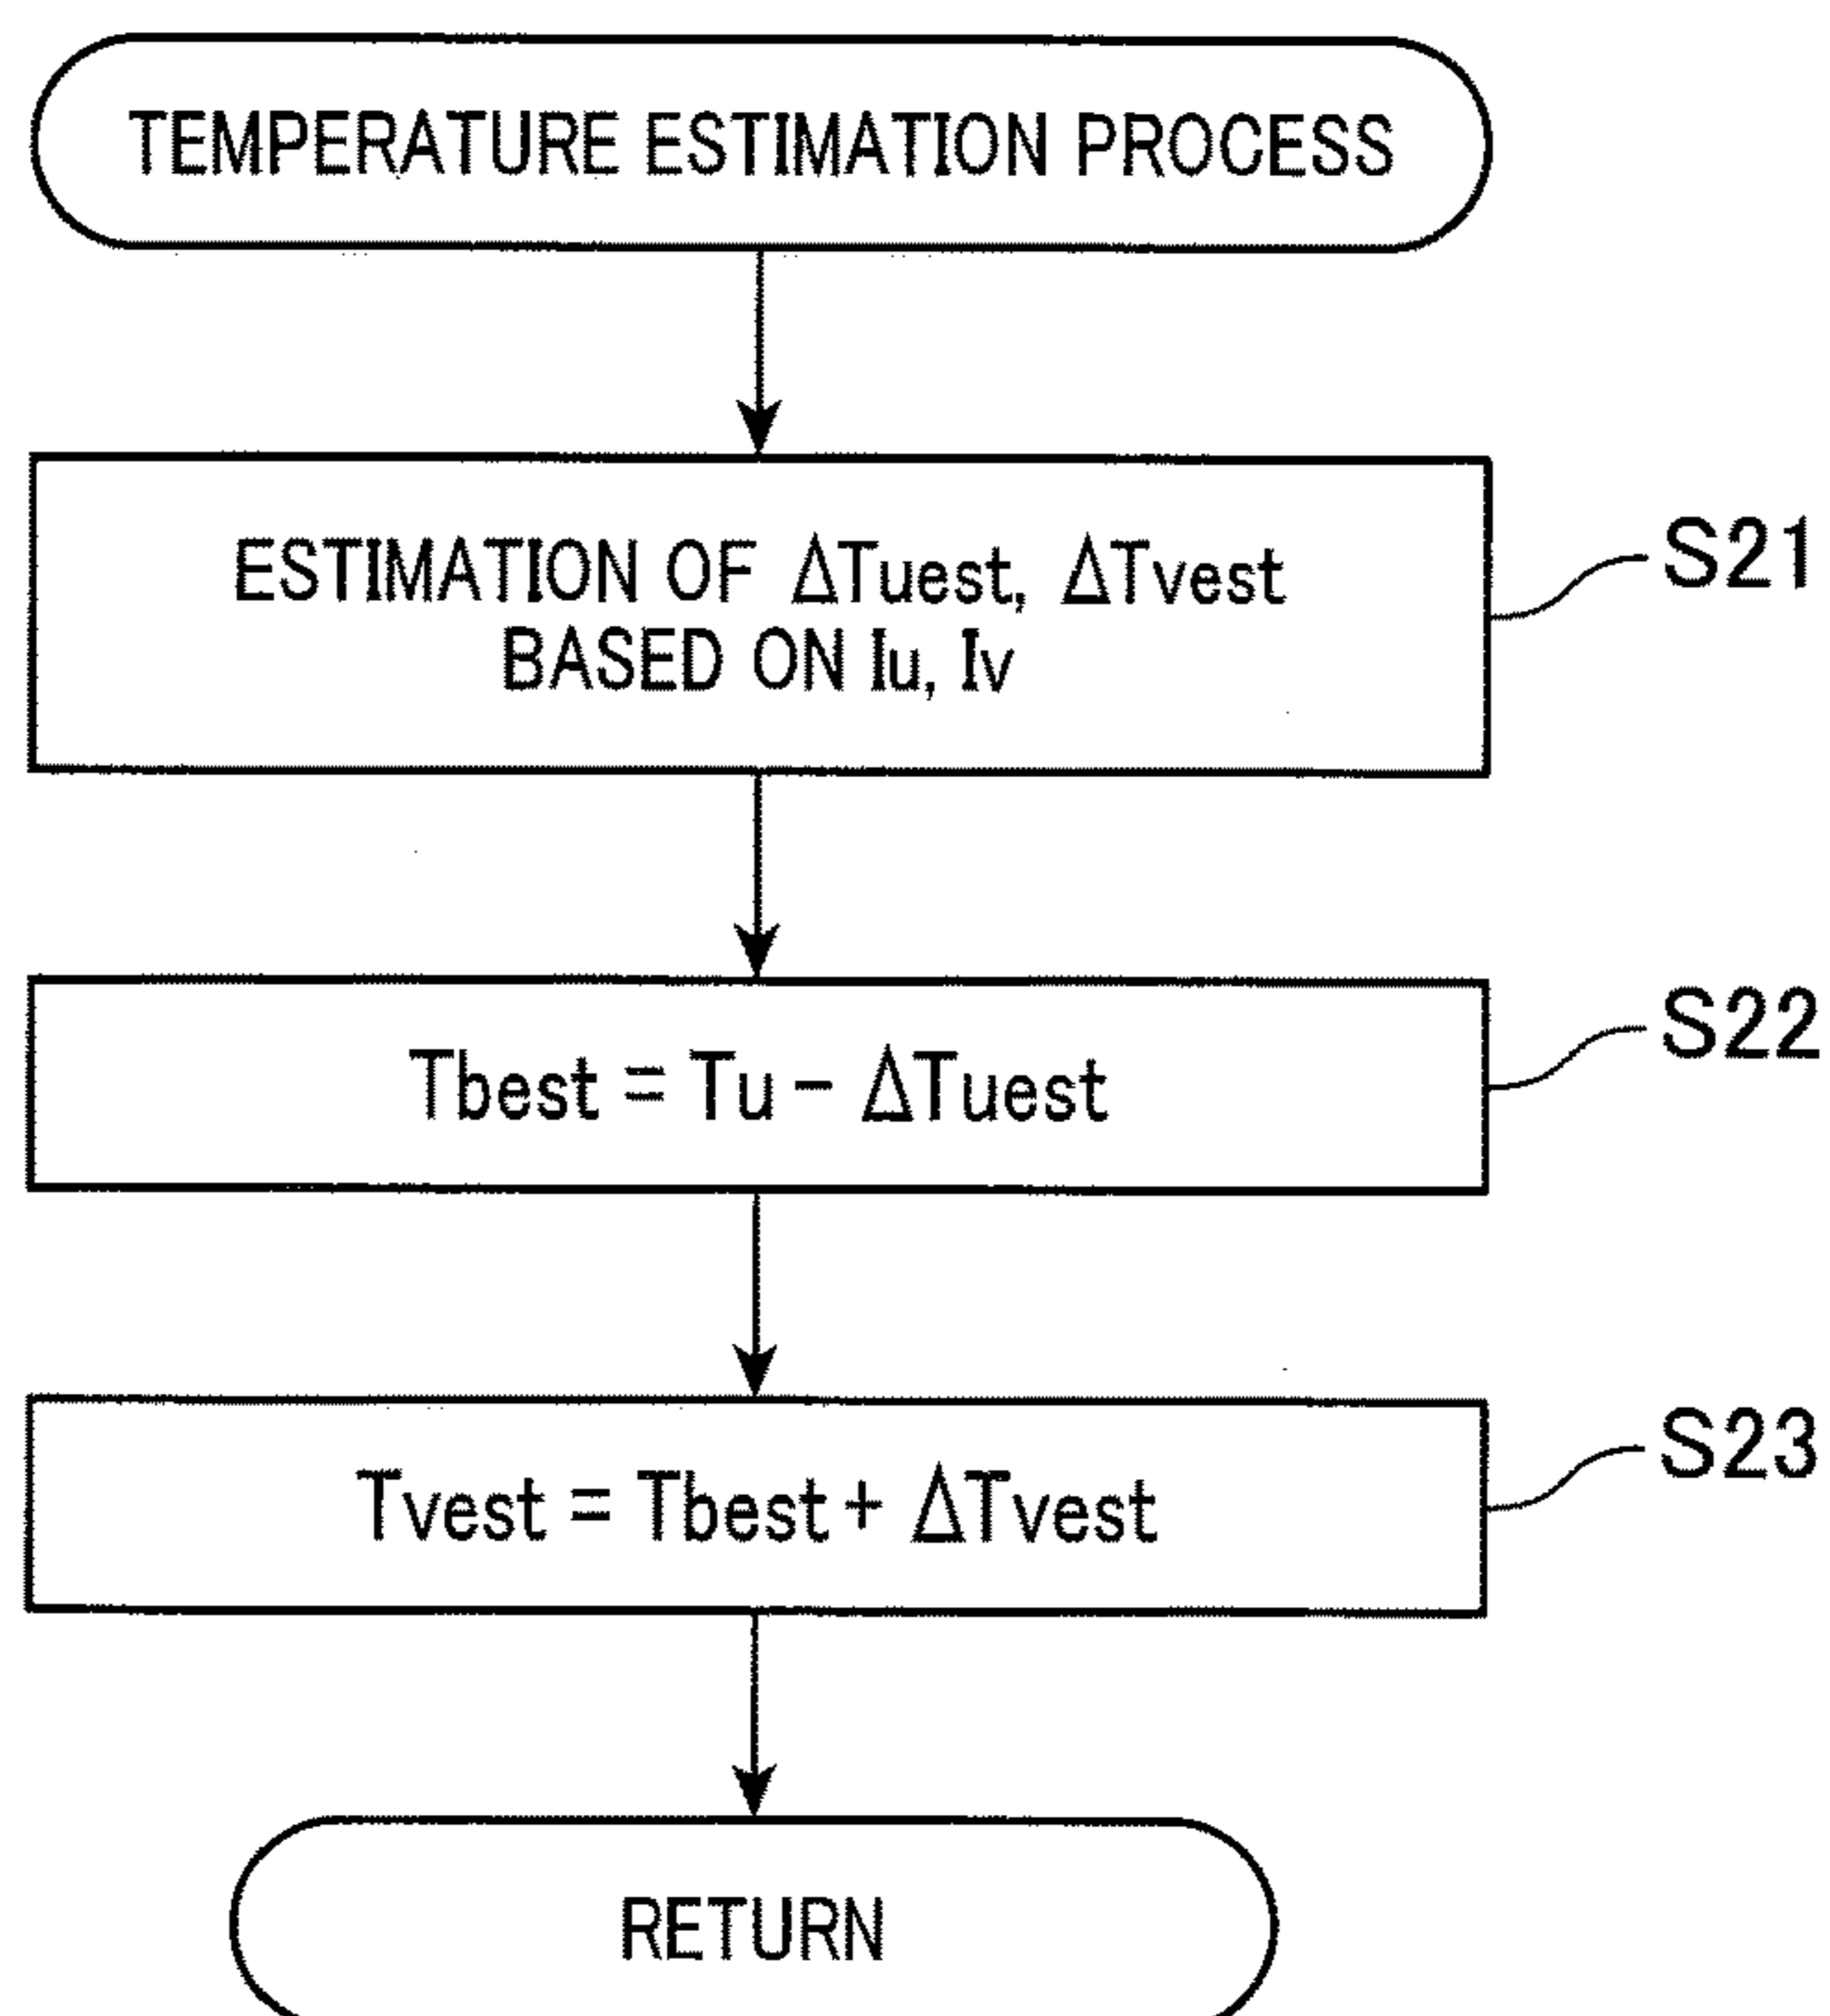 TEMPERATURE ESTIMATION PROCESS
ESTIMATION OF ΔTuest, ΔTvest
BASED ON Iu, Iv
S21
Tbest = Tu - ΔTuest
S22
Tvest = Tbest + ΔTvest
S23
RETURN